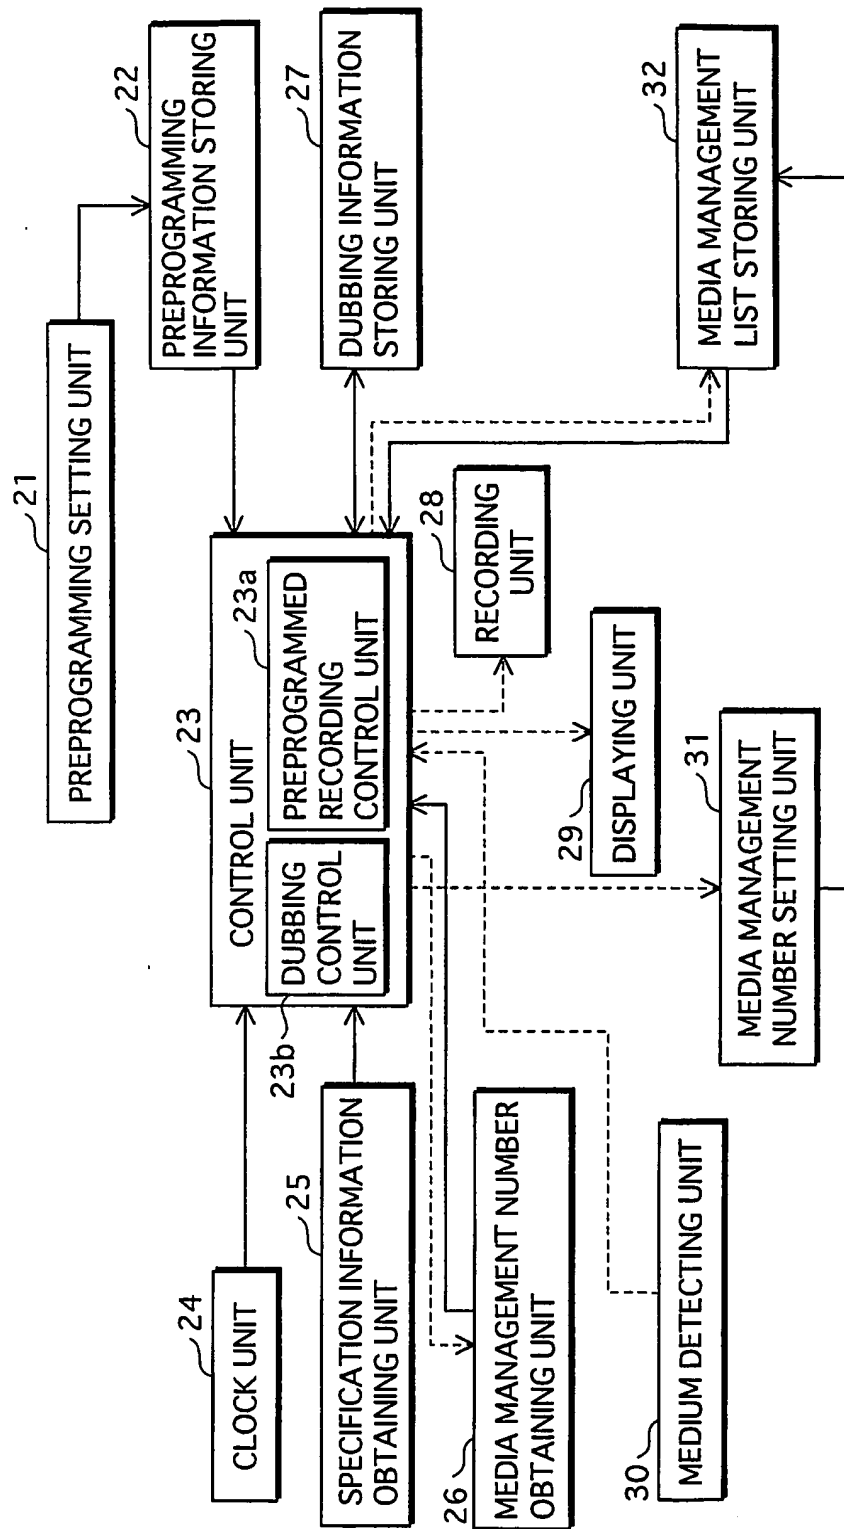 21
PREPROGRAMMING SETTING UNIT
22
PREPROGRAMMING
INFORMATION STORING
UNIT
23
CONTROL UNIT
23a
PREPROGRAMMED
RECORDING
CONTROL UNIT
23b
DUBBING
CONTROL
UNIT
24
CLOCK UNIT
25
SPECIFICATION INFORMATION
OBTAINING UNIT
26
MEDIA MANAGEMENT NUMBER
OBTAINING UNIT
27
DUBBING INFORMATION
STORING UNIT
28
RECORDING
UNIT
29
DISPLAYING UNIT
30
MEDIUM DETECTING UNIT
31
MEDIA MANAGEMENT
NUMBER SETTING UNIT
32
MEDIA MANAGEMENT
LIST STORING UNIT